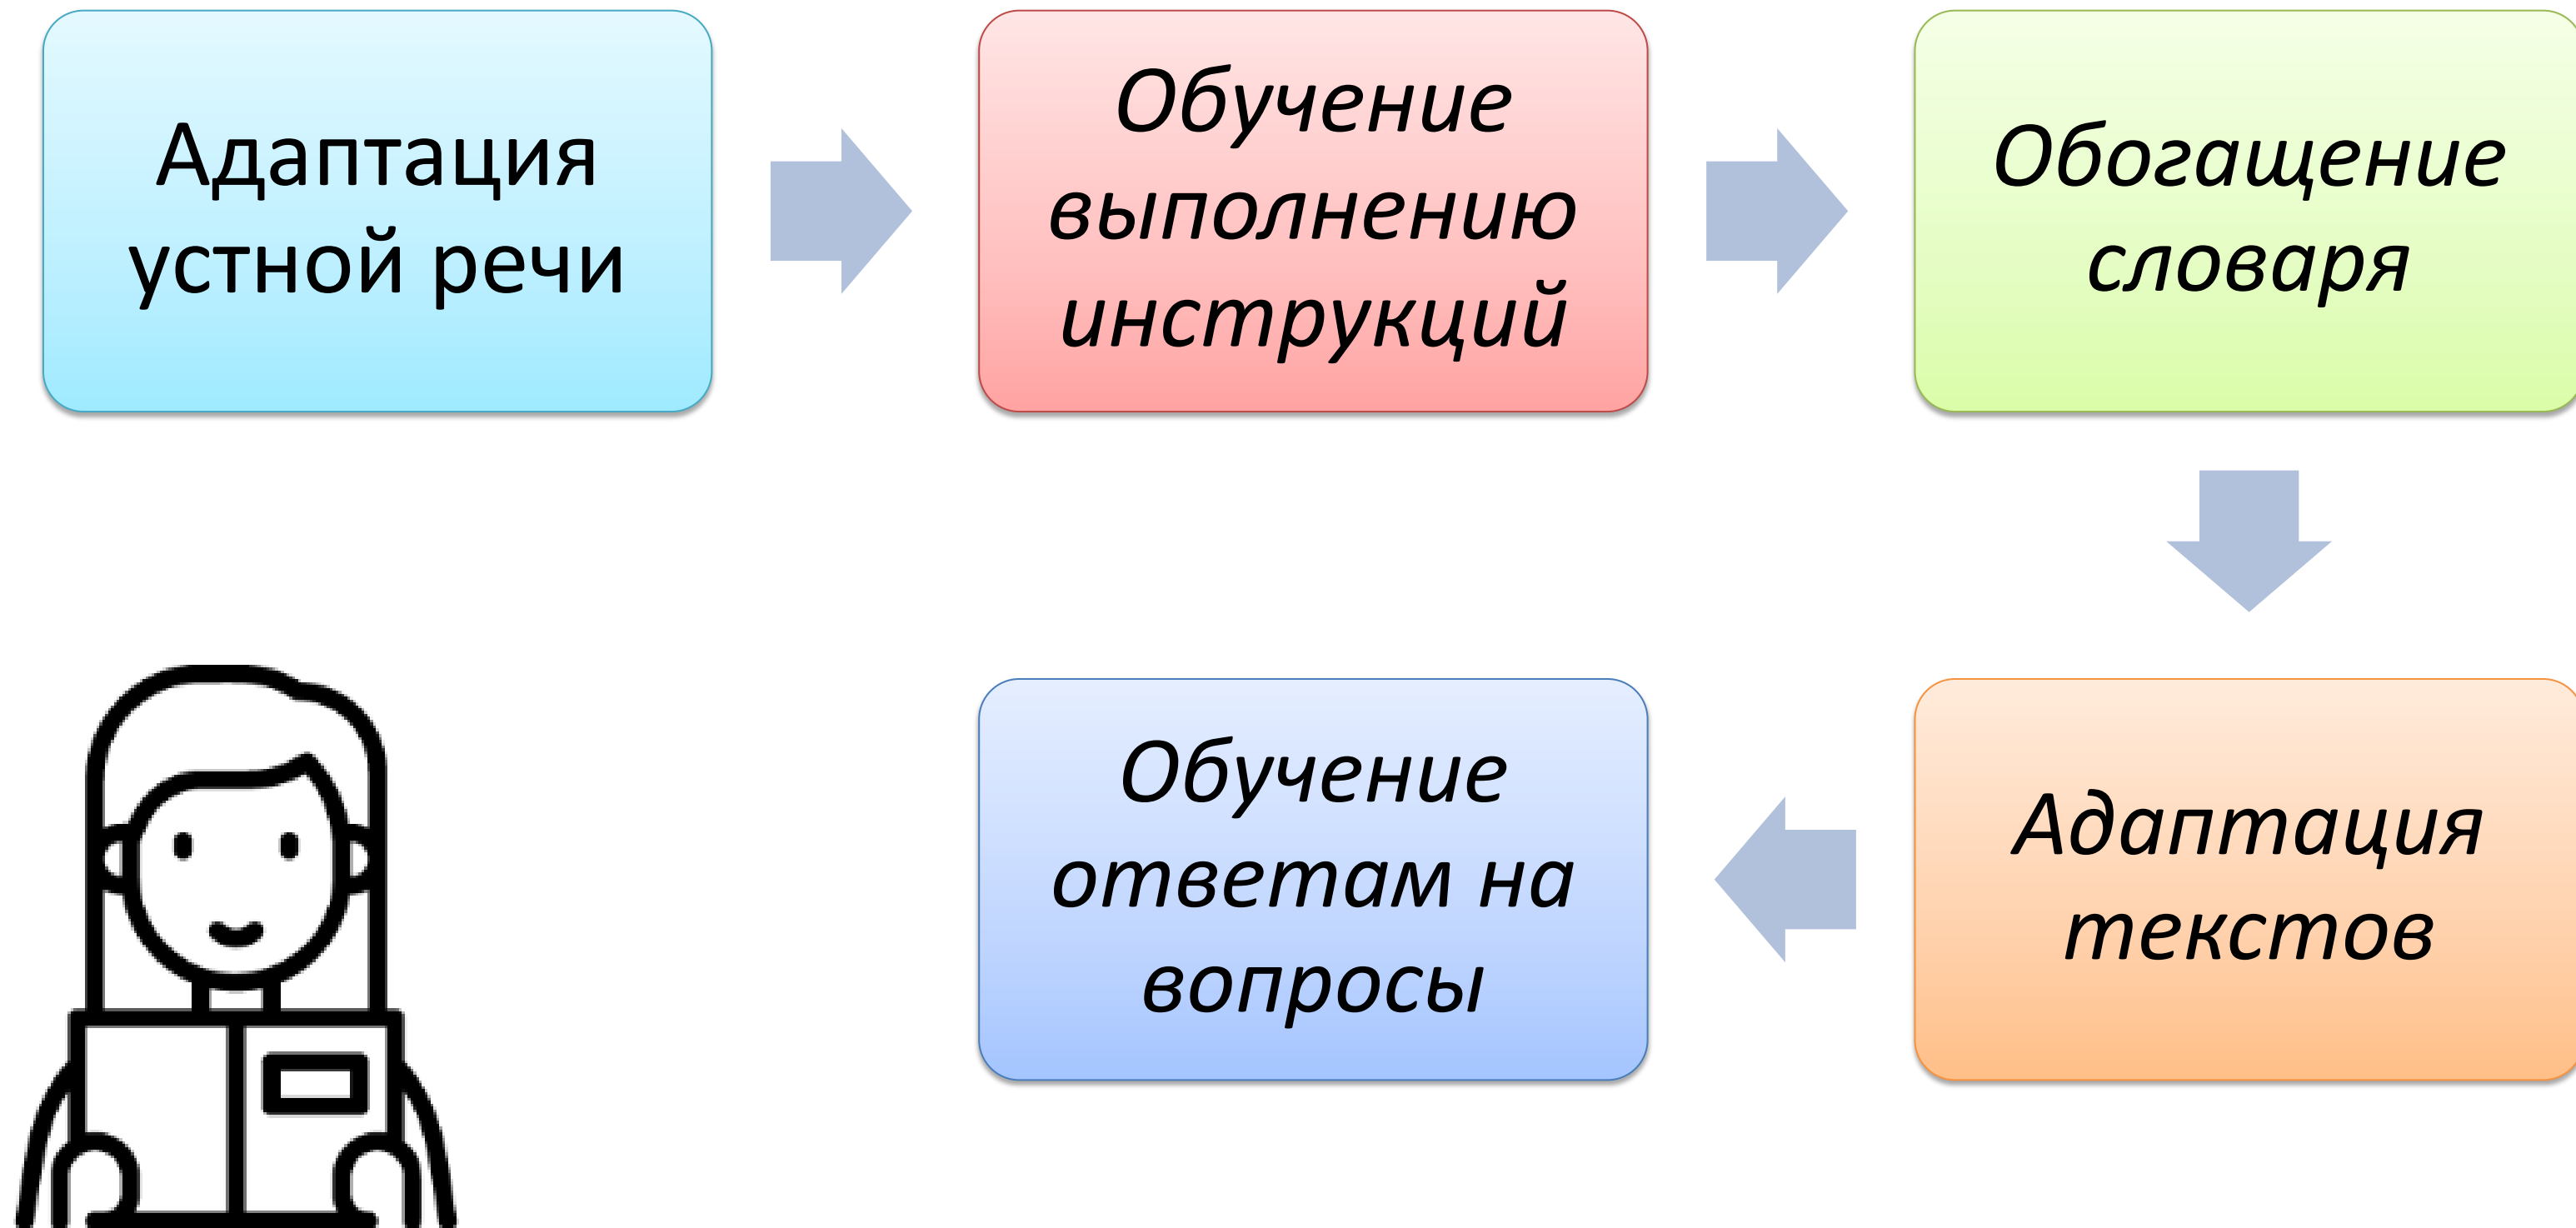 Адаптация
устной речи
Обучение
выполнению
инструкций
Обогащение
словаря
Адаптация
текстов
Обучение
ответам на
вопросы